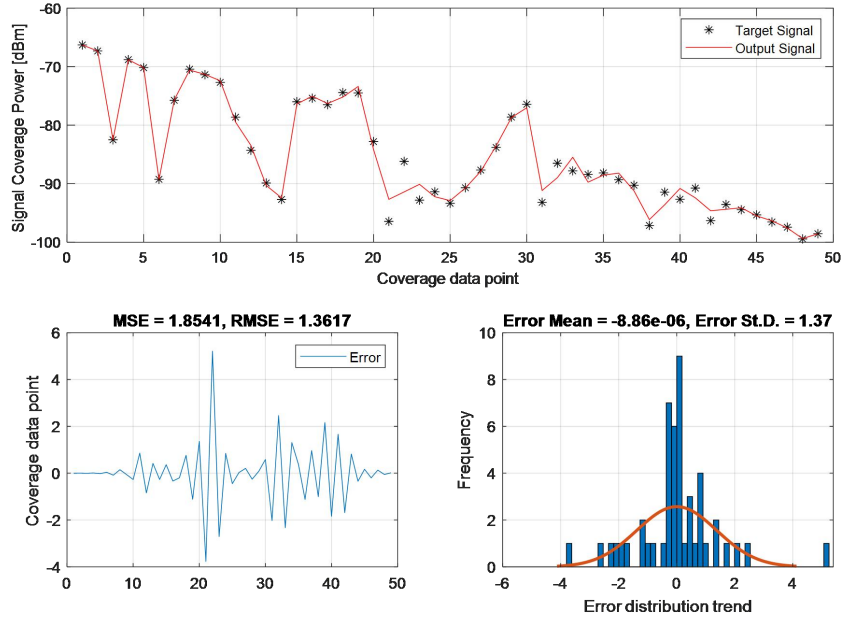 -60
-70
-80
-90
-100
Signal Coverage Power [dBm]
Target Signal
Output Signal
0 5 10 15 20 25 30 35 40 45 50
Coverage data point
MSE = 1.8541, RMSE = 1.3617
6
4
2
0
-2
-4
Coverage data point
Error
0 10 20 30 40 50
Error Mean = -8.86e-06, Error St.D. = 1.37
10
8
6
4
2
0
Frequency
-6 -4 -2 0 2 4
Error distribution trend